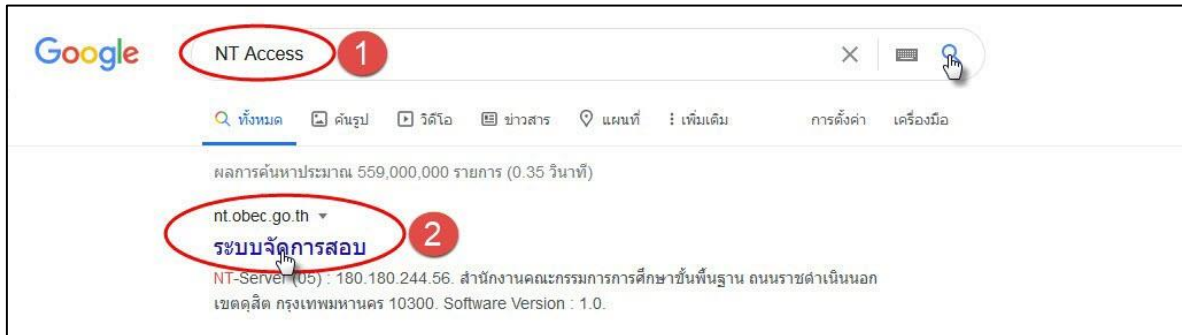 Google
NT Access
1
ทั้งหมด ค้นรูป วิดีโอ ข่าวสาร แผนที่ เพิ่มเติม การตั้งค่า เครื่องมือ
ผลการค้นหาประมาณ 559,000,000 รายการ (0.35 วินาที)
nt.obec.go.th
ระบบจัดการสอบ
2
NT-Server (05) : 180.180.244.56. สำนักงานคณะกรรมการการศึกษาขั้นพื้นฐาน ถนนราชดำเนินนอก
เขตดุสิต กรุงเทพมหานคร 10300. Software Version : 1.0.